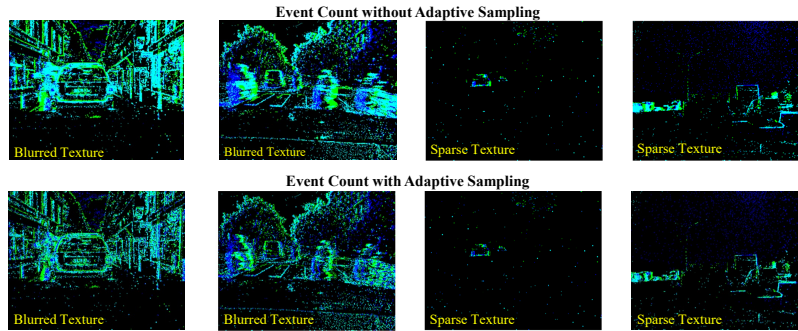 Event Count without Adaptive Sampling
Blurred Texture
Blurred Texture
Sparse Texture
Sparse Texture
Event Count with Adaptive Sampling
Blurred Texture
Blurred Texture
Sparse Texture
Sparse Texture